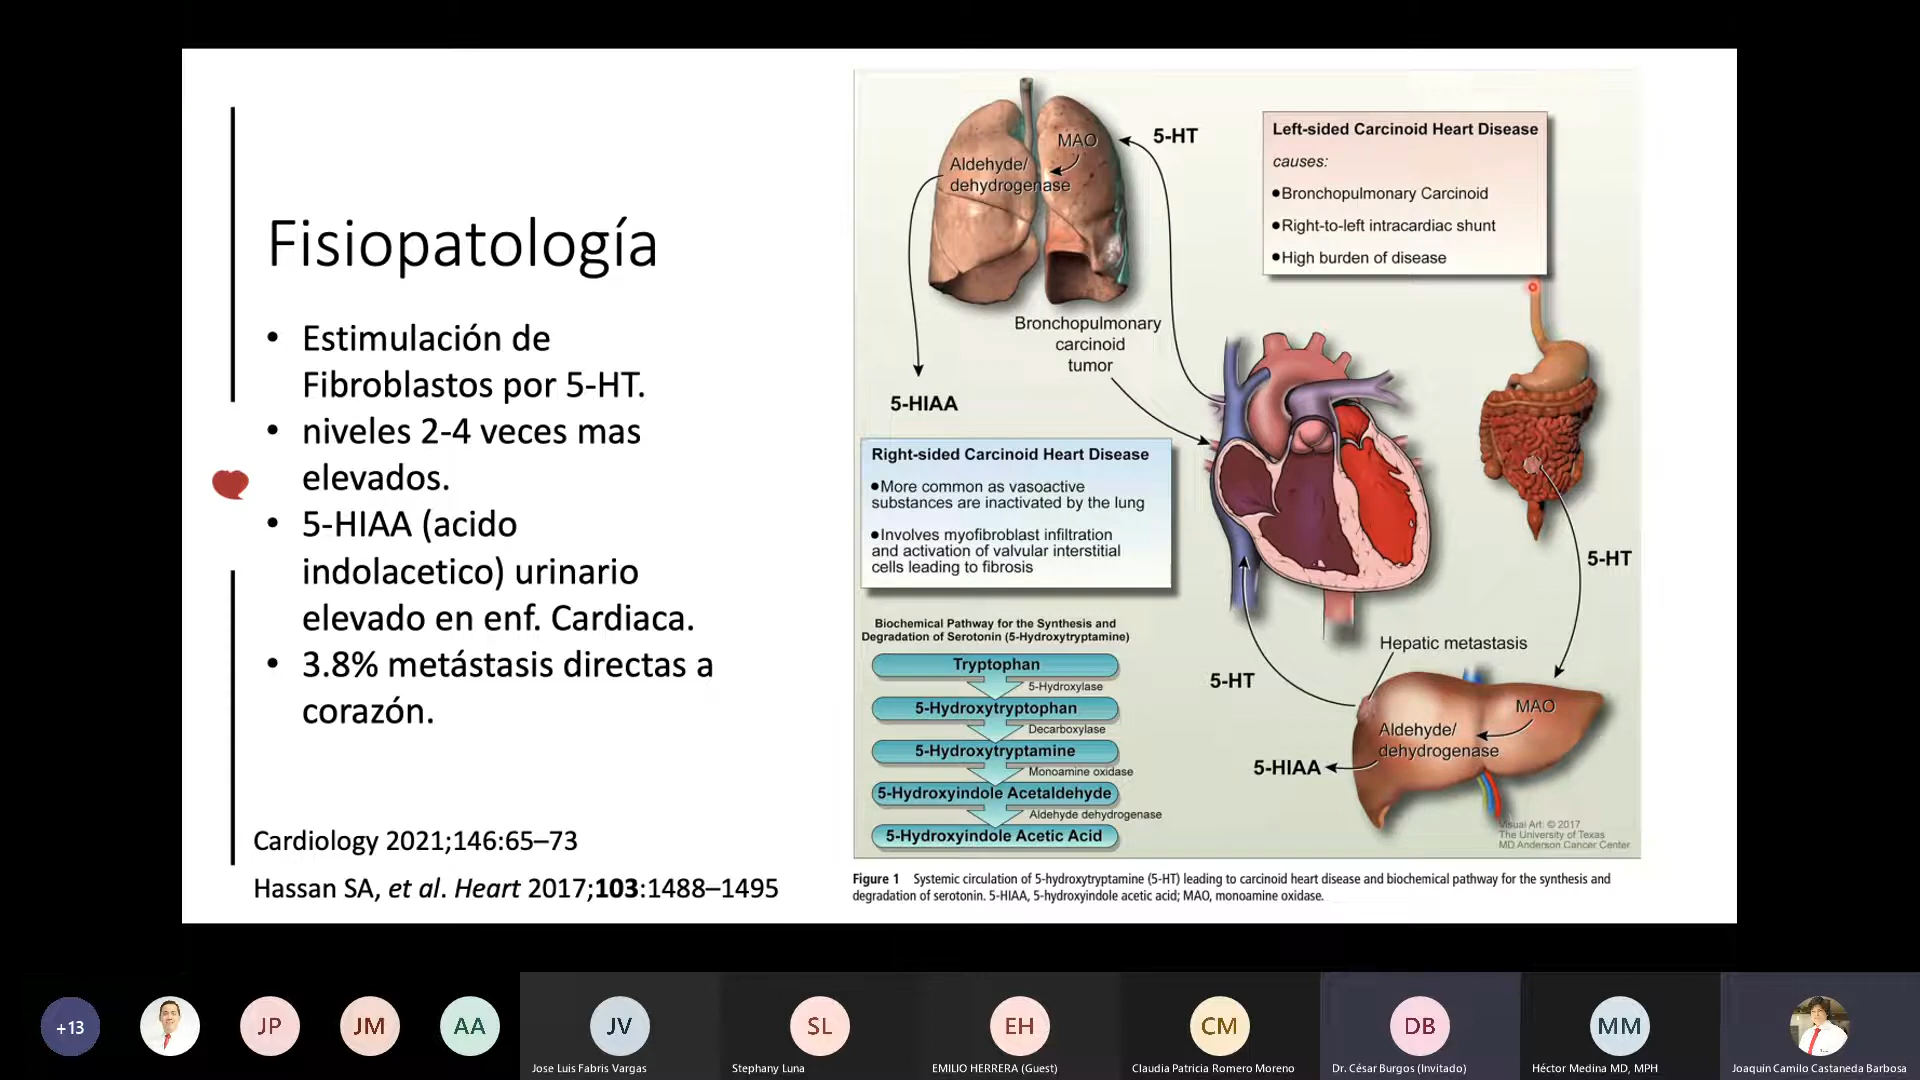 Fisiopatología
• Estimulación de
Fibroblastos por 5-HT.
• niveles 2-4 veces mas
elevados.
• 5-HIAA (acido
indolacetico) urinario
elevado en enf. Cardiaca.
• 3.8% metástasis directas a
corazón.
Cardiology 2021;146:65–73
Hassan SA, et al. Heart 2017;103:1488–1495
MAO
Aldehyde/
dehydrogenase
5-HT
Left-sided Carcinoid Heart Disease
causes:
•Bronchopulmonary Carcinoid
•Right-to-left intracardiac shunt
•High burden of disease
Bronchopulmonary
carcinoid
tumor
5-HIAA
Right-sided Carcinoid Heart Disease
•More common as vasoactive
substances are inactivated by the lung
•Involves myofibroblast infiltration
and activation of valvular interstitial
cells leading to fibrosis
5-HT
Hepatic metastasis
5-HT
MAO
Aldehyde/
dehydrogenase
5-HIAA
Biochemical Pathway for the Synthesis and
Degradation of Serotonin (5-Hydroxytryptamine)
Tryptophan
5-Hydroxylase
5-Hydroxytryptophan
Decarboxylase
5-Hydroxytryptamine
Monoamine oxidase
5-Hydroxyindole Acetaldehyde
Aldehyde dehydrogenase
5-Hydroxyindole Acetic Acid
Visual Art: © 2017
The University of Texas
MD Anderson Cancer Center
Figure 1 Systemic circulation of 5-hydroxytryptamine (5-HT) leading to carcinoid heart disease and biochemical pathway for the synthesis and
degradation of serotonin. 5-HIAA, 5-hydroxyindole acetic acid; MAO, monoamine oxidase.
+13
JP
JM
AA
JV
SL
EH
CM
DB
MM
Jose Luis Fabris Vargas
Stephany Luna
EMILIO HERRERA (Guest)
Claudia Patricia Romero Moreno
Dr. César Burgos (Invitado)
Héctor Medina MD, MPH
Joaquin Camilo Castaneda Barbosa